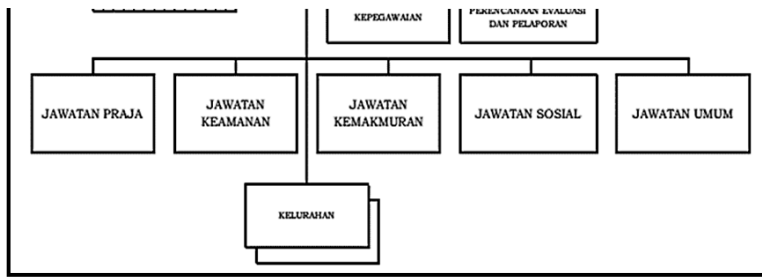 KEPEGAWAIAN
PERENCANAAN EVALUASI
DAN PELAPORAN
JAWATAN PRAJA
JAWATAN
KEAMANAN
JAWATAN
KEMAKMURAN
JAWATAN SOSIAL
JAWATAN UMUM
KELURAHAN